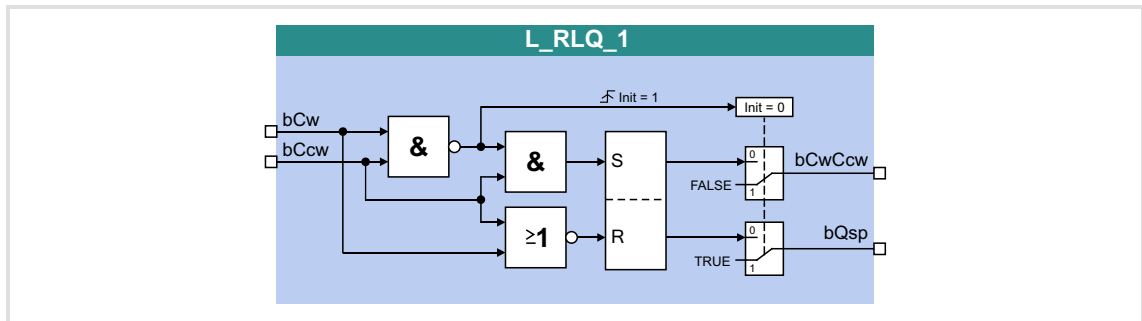 L_RLQ_1
Init = 1
Init = 0
bCw
bCcw
&
&
≥1
S
R
0
FALSE
1
bCwCcw
0
TRUE
1
bQsp